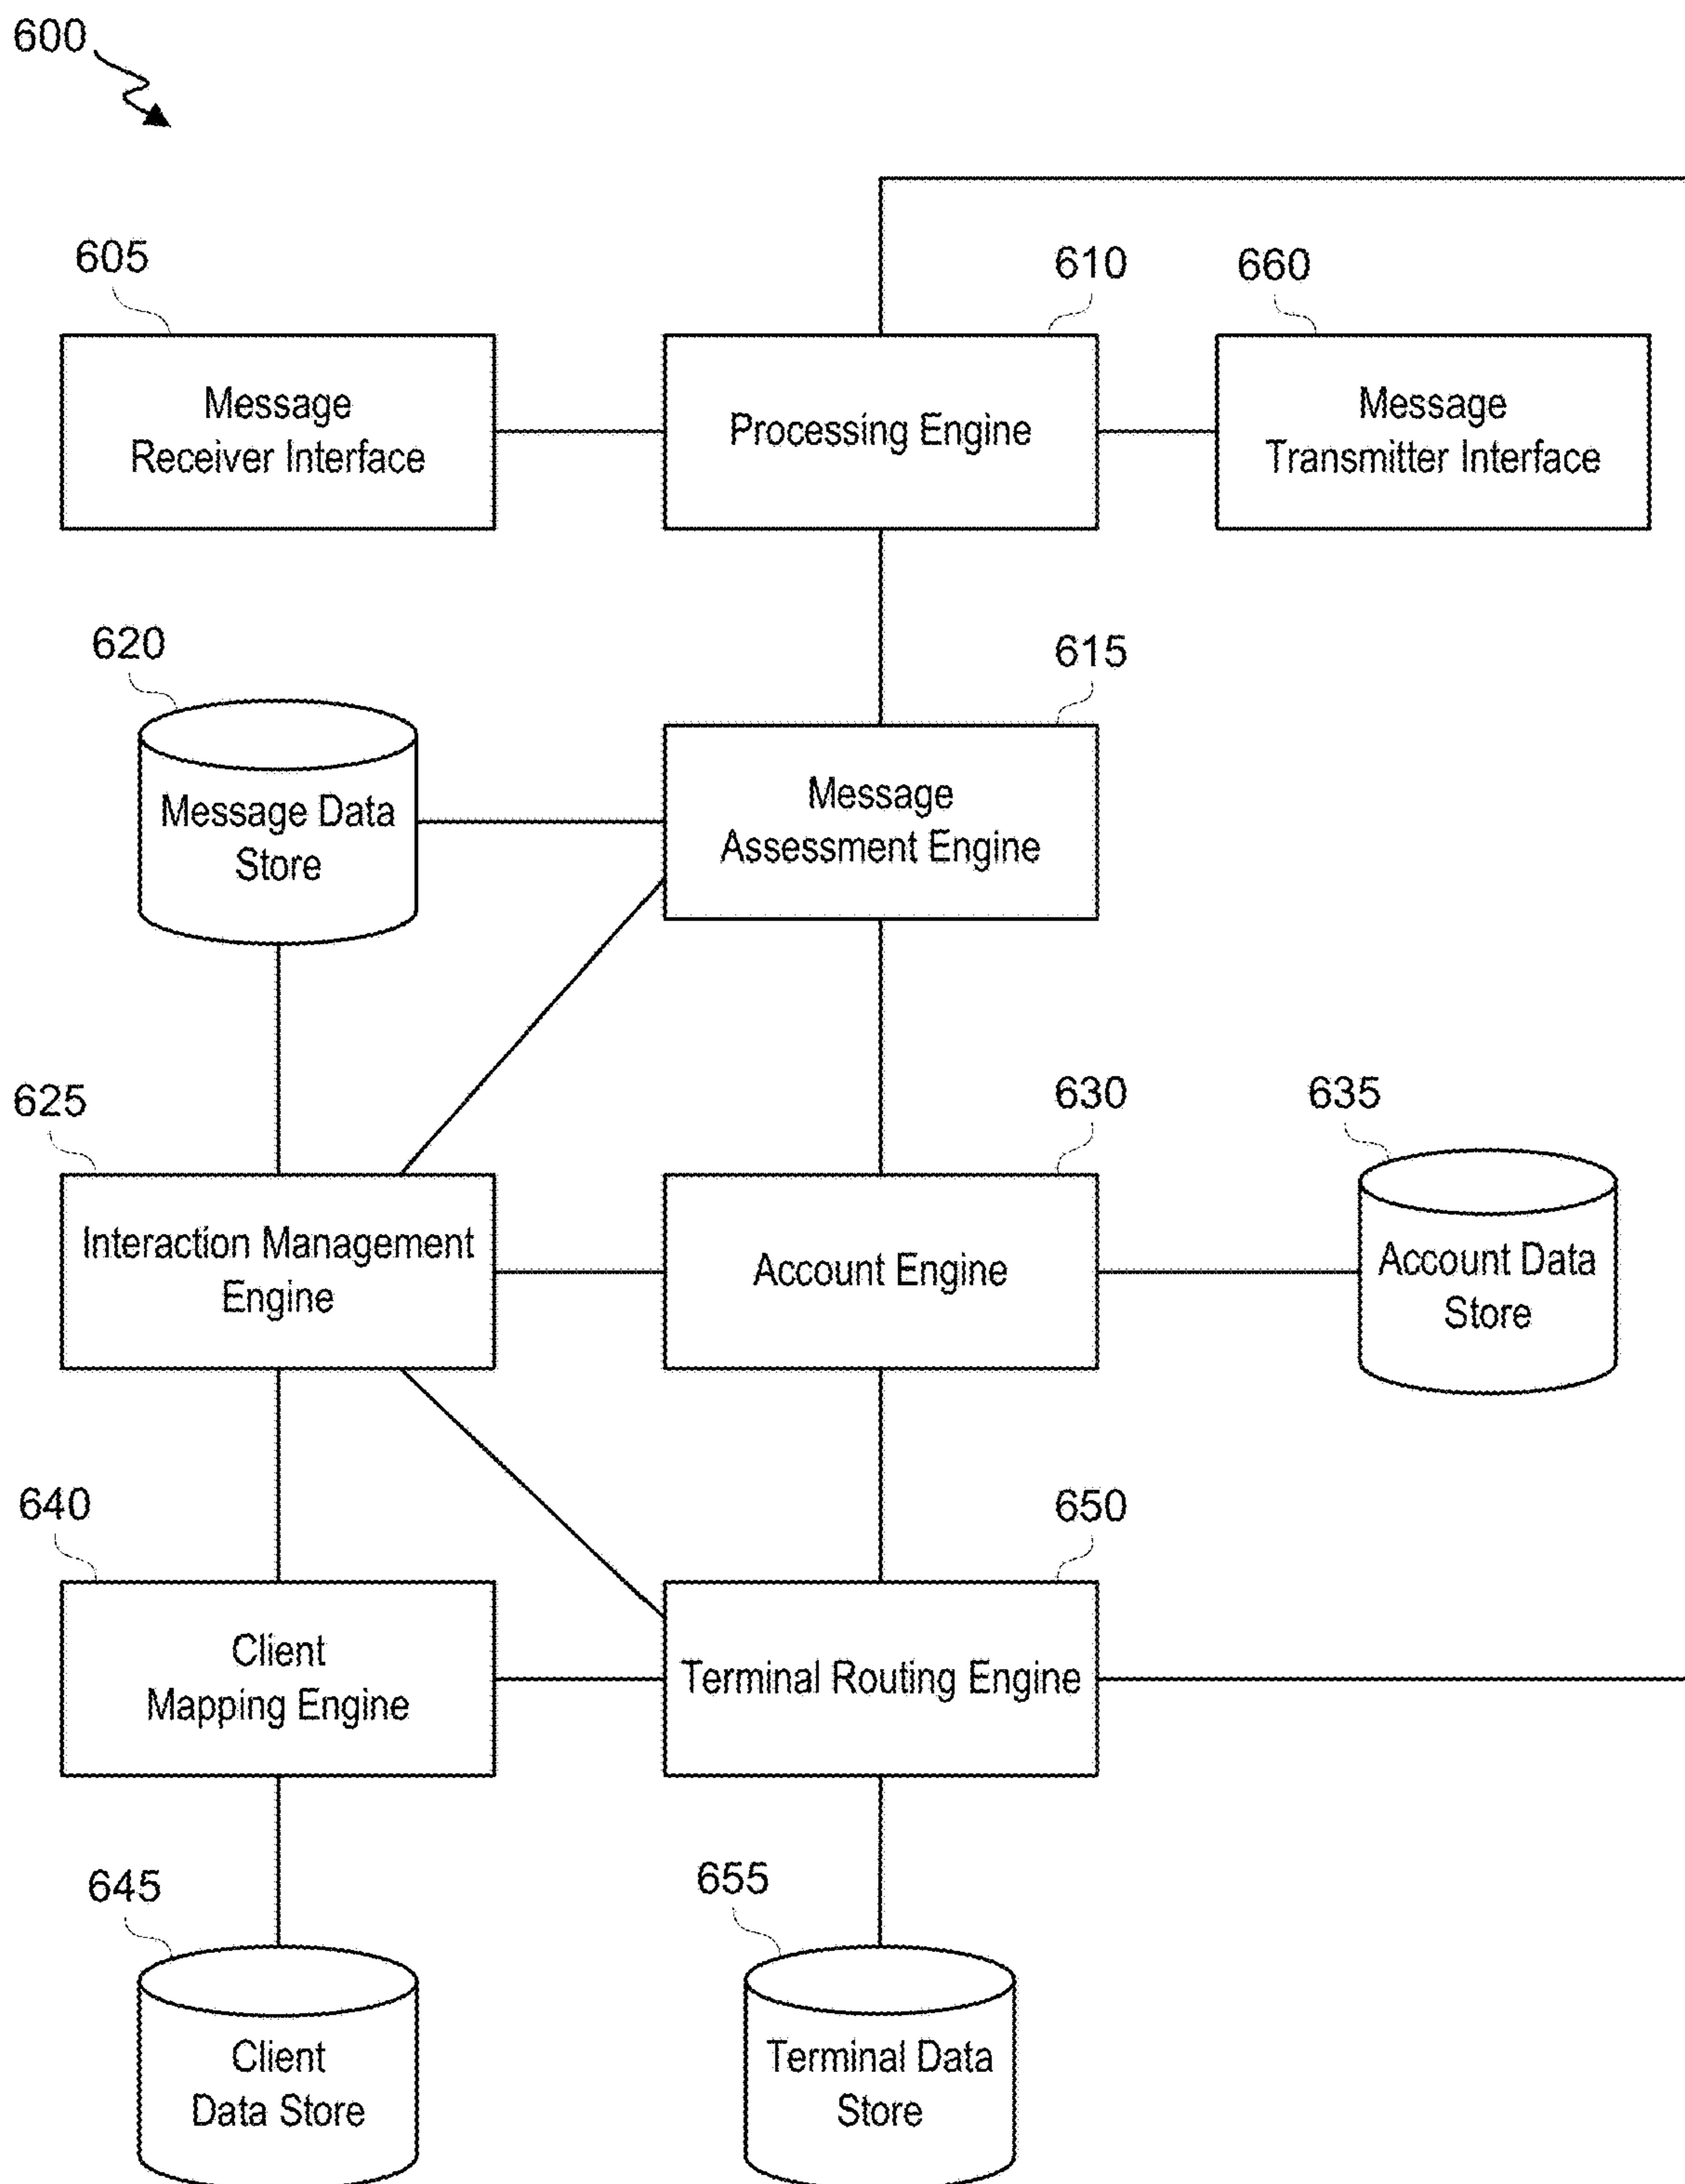 600
605
610
660
Message
Receiver Interface
Processing Engine
Message
Transmitter Interface
620
615
Message Data
Store
Message
Assessment Engine
625
630
635
Interaction Management
Engine
Account Engine
Account Data
Store
640
650
Client
Mapping Engine
Terminal Routing Engine
645
655
Client
Data Store
Terminal Data
Store